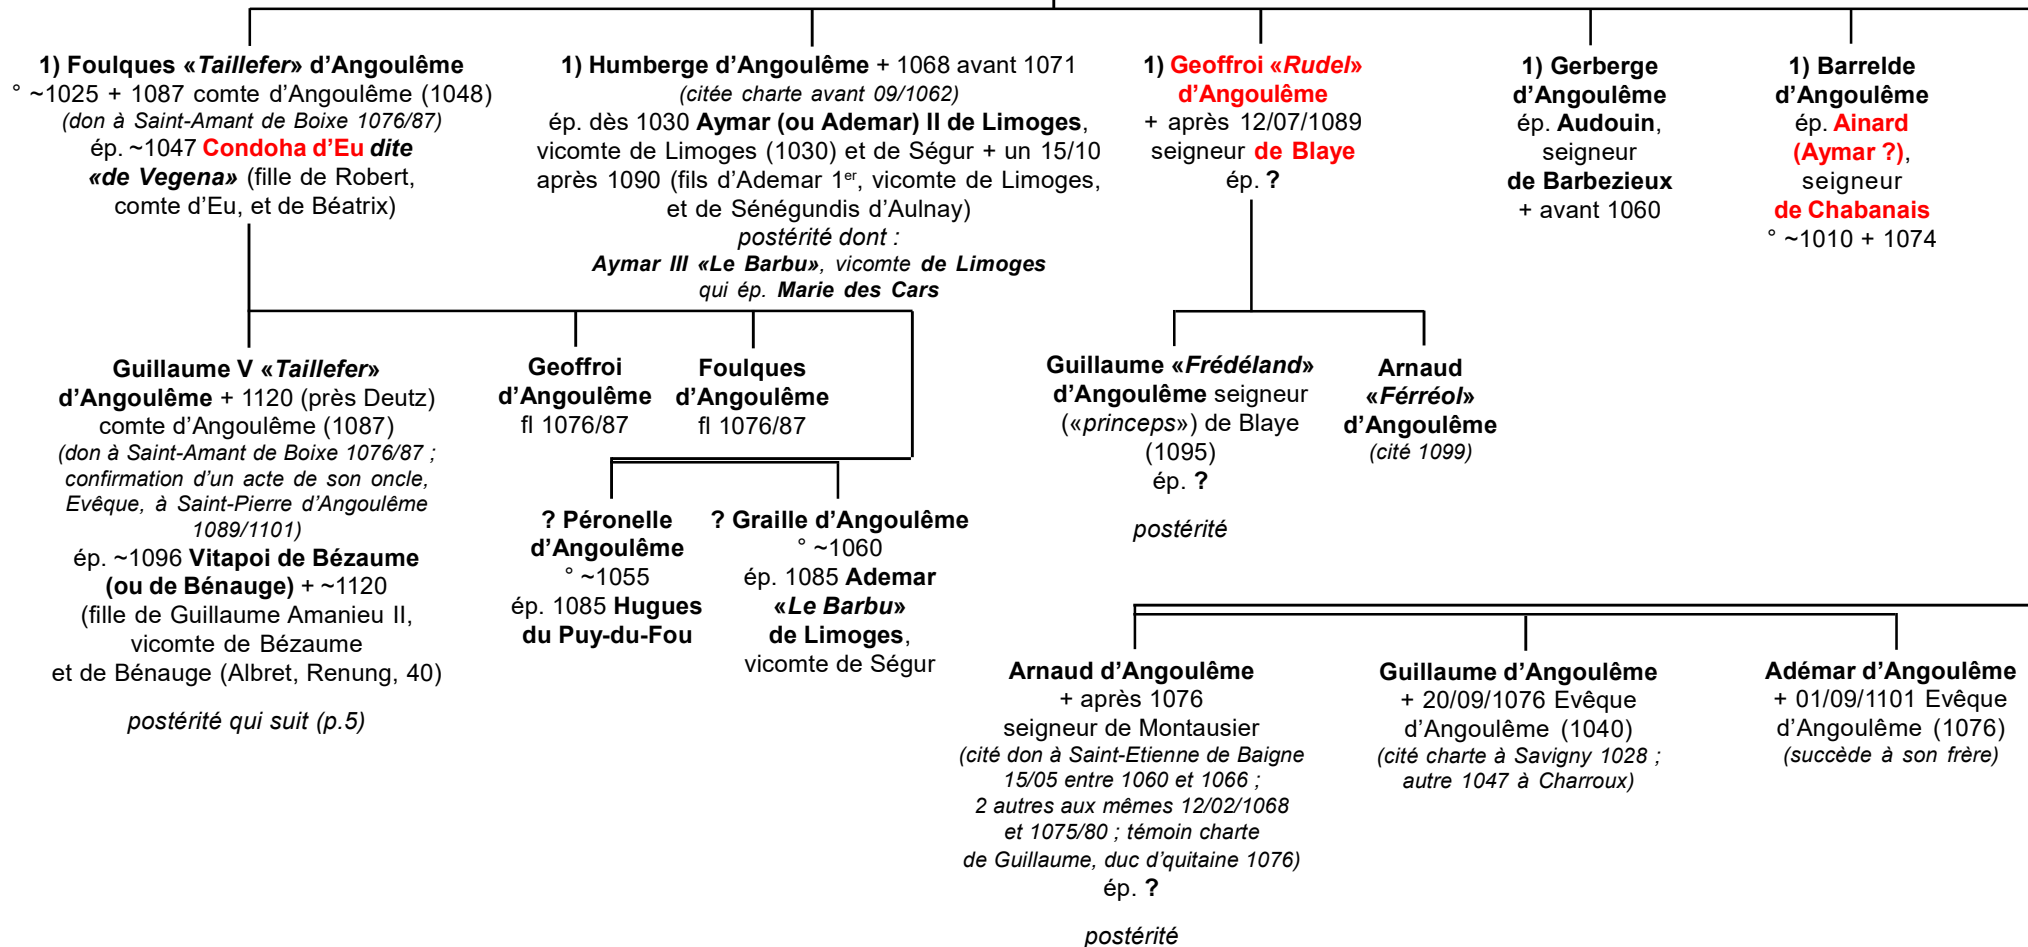 1) Foulques «Taillefer» d’Angoulême
° ~1025 + 1087 comte d’Angoulême (1048)
(don à Saint-Amant de Boixe 1076/87)
ép. ~1047 Condoha d’Eu dite
«de Vegena» (fille de Robert,
comte d’Eu, et de Béatrix)
1) Humberge d’Angoulême + 1068 avant 1071
(citée charte avant 09/1062)
ép. dès 1030 Aymar (ou Ademar) II de Limoges,
vicomte de Limoges (1030) et de Ségur + un 15/10
après 1090 (fils d’Ademar 1er, vicomte de Limoges,
et de Sénégundis d’Aulnay)
postérité dont :
Aymar III «Le Barbu», vicomte de Limoges
qui ép. Marie des Cars
1) Geoffroi «Rudel»
d’Angoulême
+ après 12/07/1089
seigneur de Blaye
ép. ?
1) Gerberge
d’Angoulême
ép. Audouin,
seigneur
de Barbezieux
+ avant 1060
1) Barrelde
d’Angoulême
ép. Ainard
(Aymar ?),
seigneur
de Chabanais
° ~1010 + 1074
Guillaume V «Taillefer»
d’Angoulême + 1120 (près Deutz)
comte d’Angoulême (1087)
(don à Saint-Amant de Boixe 1076/87 ;
confirmation d’un acte de son oncle,
Evêque, à Saint-Pierre d’Angoulême
1089/1101)
ép. ~1096 Vitapoi de Bézaume
(ou de Bénauge) + ~1120
(fille de Guillaume Amanieu II,
vicomte de Bézaume
et de Bénauge (Albret, Renung, 40)
postérité qui suit (p.5)
Geoffroi
d’Angoulême
fl 1076/87
Foulques
d’Angoulême
fl 1076/87
? Péronelle
d’Angoulême
° ~1055
ép. 1085 Hugues
du Puy-du-Fou
? Graille d’Angoulême
° ~1060
ép. 1085 Ademar
«Le Barbu»
de Limoges,
vicomte de Ségur
Guillaume «Frédéland»
d’Angoulême seigneur
(«princeps») de Blaye
(1095)
ép. ?
postérité
Arnaud
«Férréol»
d’Angoulême
(cité 1099)
Arnaud d’Angoulême
+ après 1076
seigneur de Montausier
(cité don à Saint-Etienne de Baigne
15/05 entre 1060 et 1066 ;
2 autres aux mêmes 12/02/1068
et 1075/80 ; témoin charte
de Guillaume, duc d’quitaine 1076)
ép. ?
postérité
Guillaume d’Angoulême
+ 20/09/1076 Evêque
d’Angoulême (1040)
(cité charte à Savigny 1028 ;
autre 1047 à Charroux)
Adémar d’Angoulême
+ 01/09/1101 Evêque
d’Angoulême (1076)
(succède à son frère)